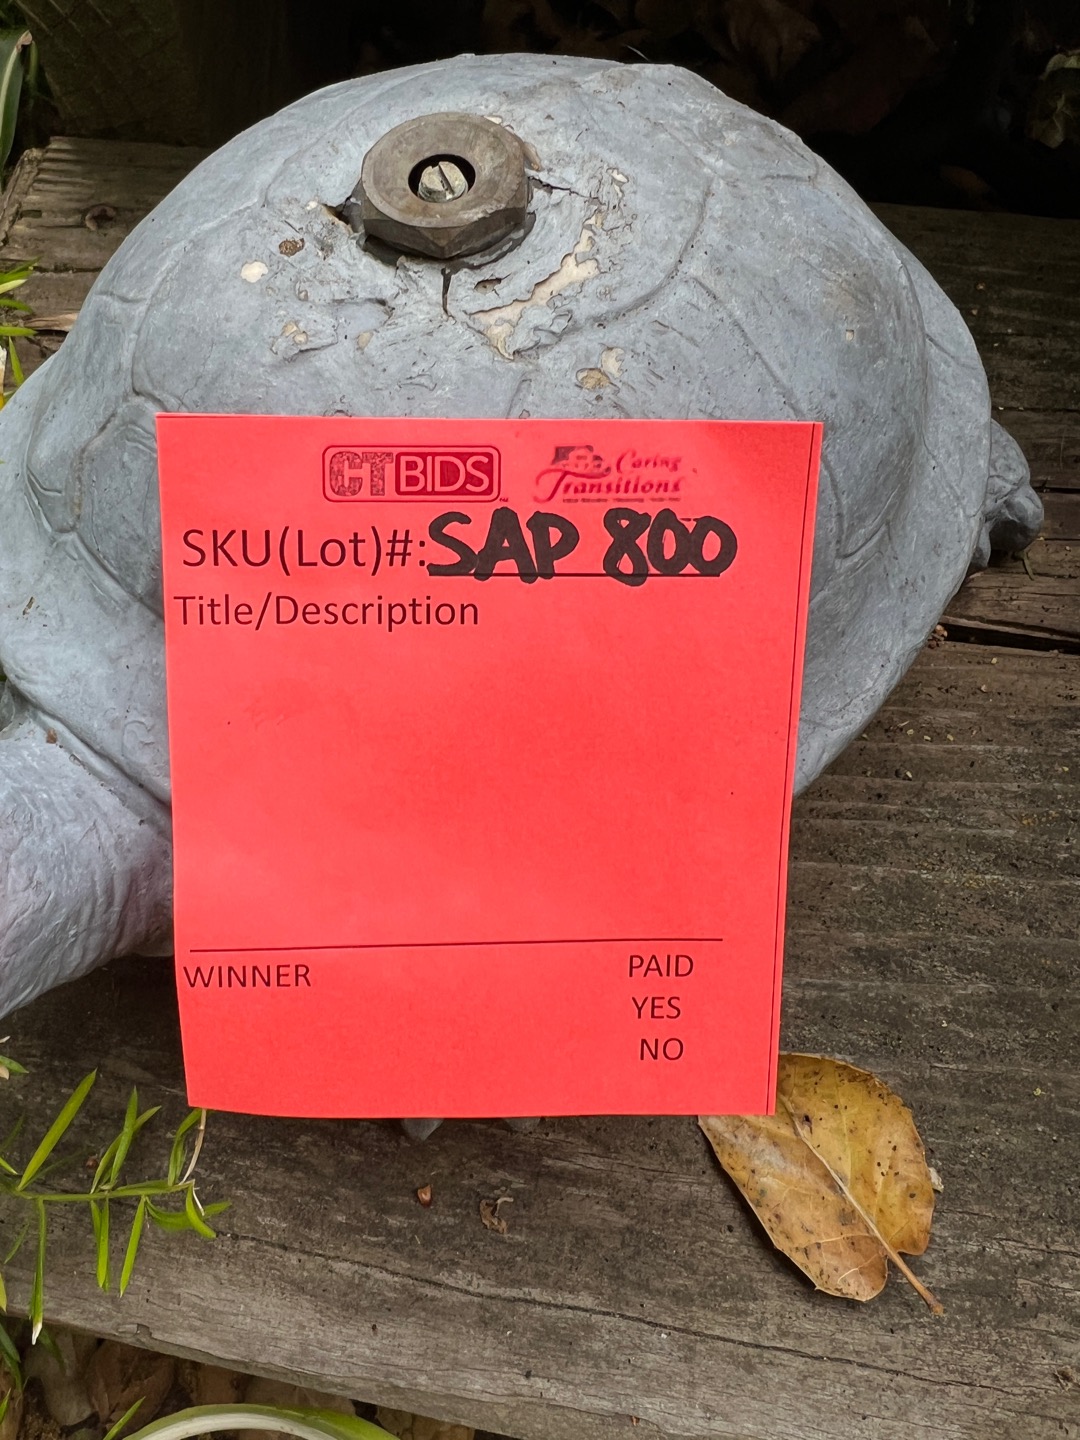 CTBIDS
Caring
Transitions
SKU(Lot)#: SAP 800
Title/Description
WINNER PAID
YES
NO